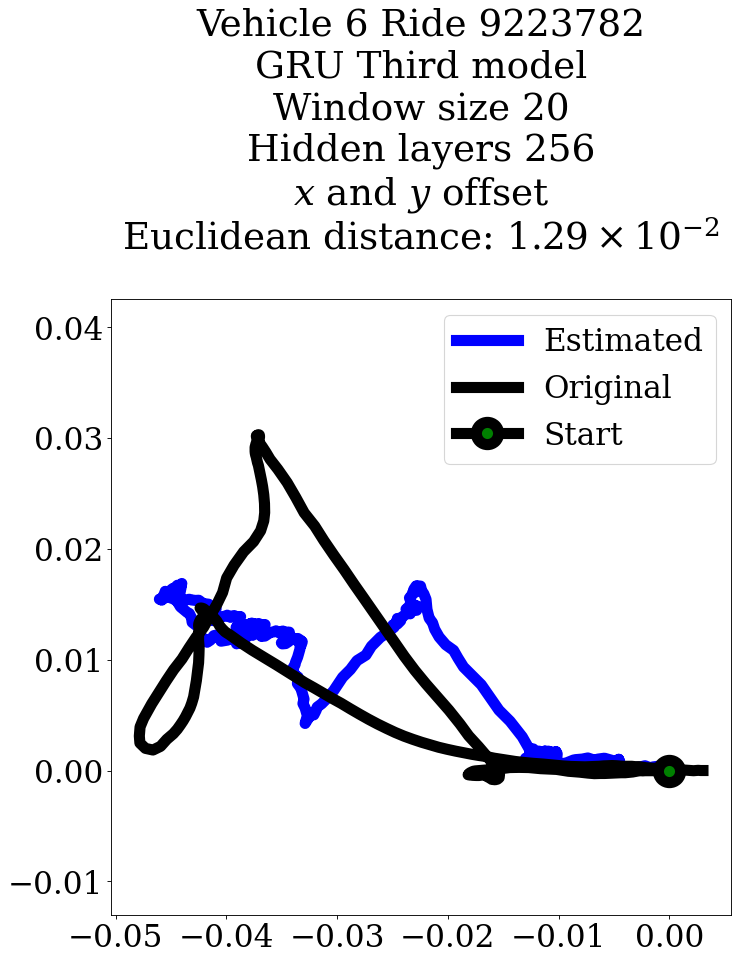 Vehicle 6 Ride 9223782
GRU Third model
Window size 20
Hidden layers 256
x and y offset
Euclidean distance: 1.29 × 10⁻²
Estimated
Original
Start
0.04
0.03
0.02
0.01
0.00
−0.01
−0.05 −0.04 −0.03 −0.02 −0.01 0.00